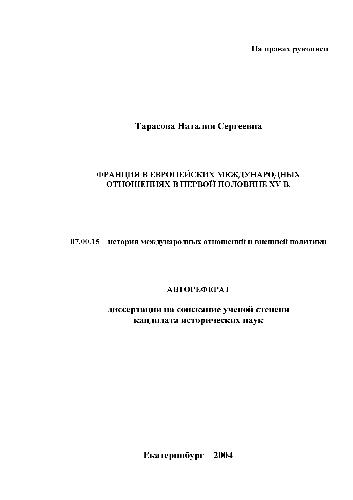 На правах рукописи
Тарасова Наталия Сергеевна
ФРАНЦИЯ В ЕВРОПЕЙСКИХ МЕЖДУНАРОДНЫХ
ОТНОШЕНИЯХ В ПЕРВОЙ ПОЛОВИНЕ XV В.
07.00.15 история международных отношений и внешней политики
АВТОРЕФЕРАТ
диссертации на соискание ученой степени
кандидата исторических наук
Екатеринбург 2004